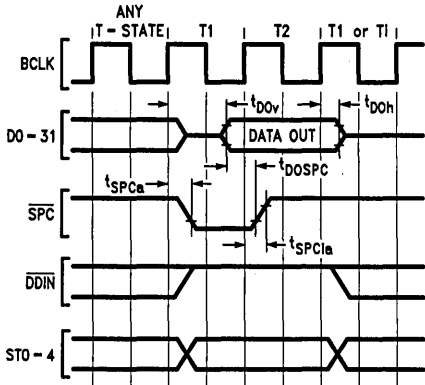 ANY
T - STATE T1 T2 T1 or Ti
BCLK
tDOv tDOh
D0 - 31 DATA OUT
tDOSPC
tSPCa
SPC
tSPCia
DDIN
ST0 - 4